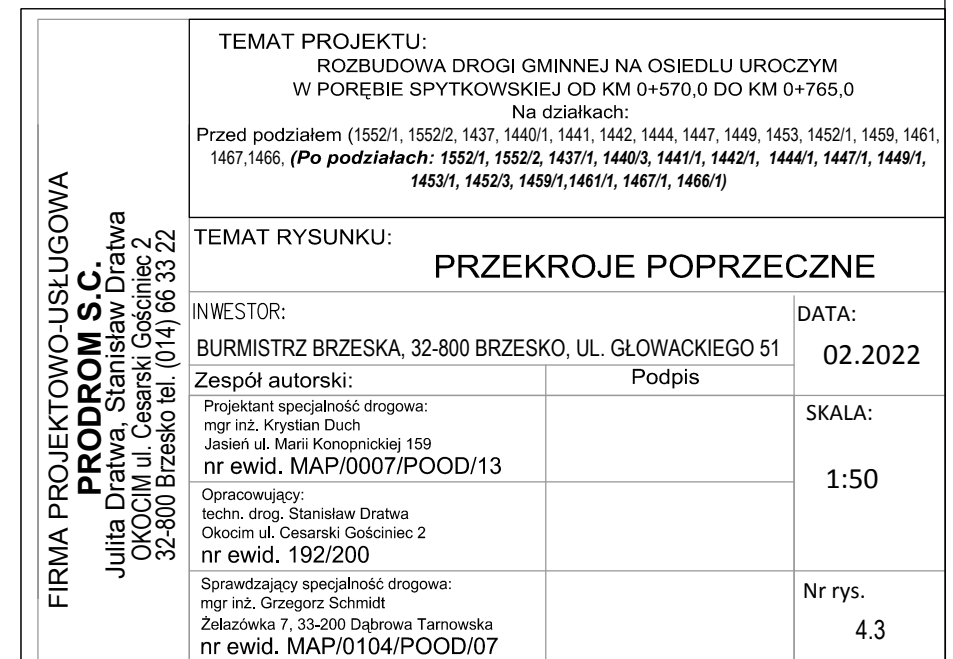 FIRMA PROJEKTOWO-USŁUGOWA
PRODROM S.C.
Julita Dratwa, Stanisław Dratwa
OKOCIM ul. Cesarski Gościniec 2
32-800 Brzesko tel. (014) 66 33 22
TEMAT PROJEKTU:
ROZBUDOWA DROGI GMINNEJ NA OSIEDLU UROCZYM
W PORĘBIE SPYTKOWSKIEJ OD KM 0+570,0 DO KM 0+765,0
Na działkach:
Przed podziałem (1552/1, 1552/2, 1437, 1440/1, 1441, 1442, 1444, 1447, 1449, 1453, 1452/1, 1459, 1461,
1467,1466, (Po podziałach: 1552/1, 1552/2, 1437/1, 1440/3, 1441/1, 1442/1, 1444/1, 1447/1, 1449/1,
1453/1, 1452/3, 1459/1,1461/1, 1467/1, 1466/1)
TEMAT RYSUNKU:
PRZEKROJE POPRZECZNE
INWESTOR:
BURMISTRZ BRZESKA, 32-800 BRZESKO, UL. GŁOWACKIEGO 51
DATA:
02.2022
Zespół autorski:
Podpis
Projektant specjalność drogowa:
mgr inż. Krystian Duch
Jasień ul. Marii Konopnickiej 159
nr ewid. MAP/0007/POOD/13
SKALA:
1:50
Opracowujący:
techn. drog. Stanisław Dratwa
Okocim ul. Cesarski Gościniec 2
nr ewid. 192/200
Sprawdzający specjalność drogowa:
mgr inż. Grzegorz Schmidt
Żelazówka 7, 33-200 Dąbrowa Tarnowska
nr ewid. MAP/0104/POOD/07
Nr rys.
4.3